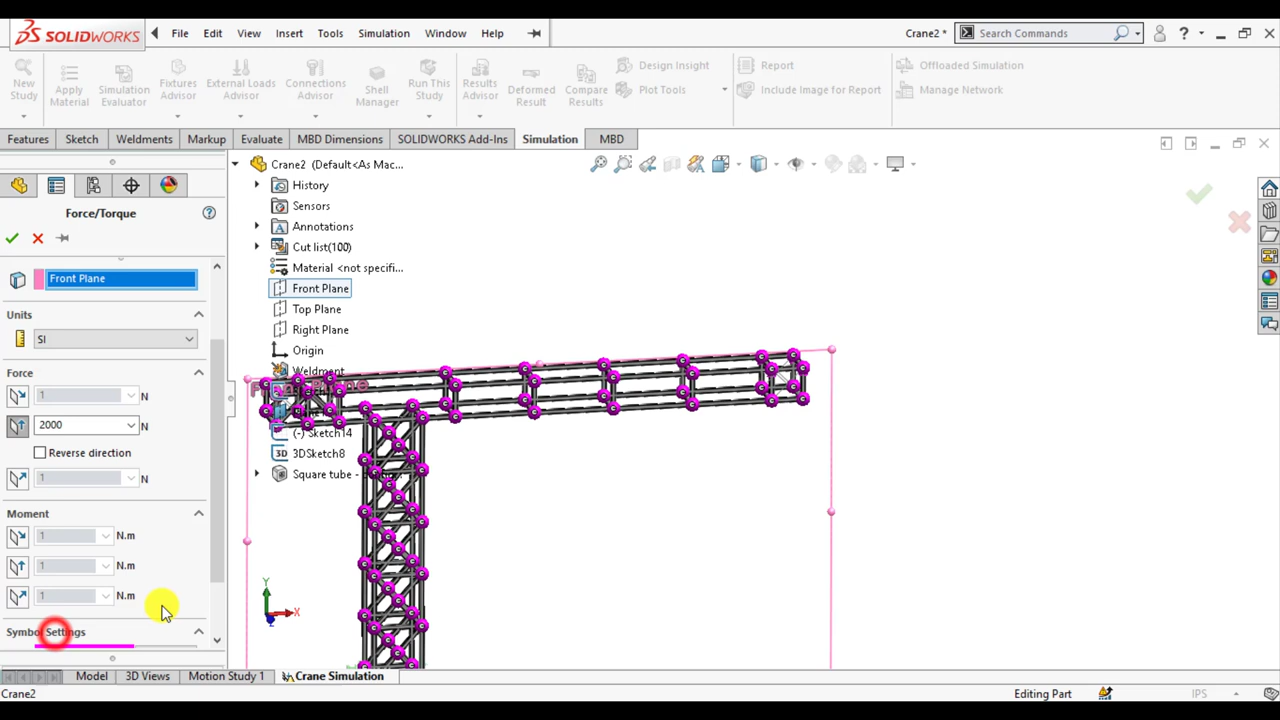 SOLIDWORKS
File
Edit
View
Insert
Tools
Simulation
Window
Help
Crane2 *
Search Commands
New Study
Apply Material
Simulation Evaluator
Fixtures Advisor
External Loads Advisor
Connections Advisor
Shell Manager
Run This Study
Results Advisor
Deformed Result
Compare Results
Design Insight
Plot Tools
Report
Include Image for Report
Offloaded Simulation
Manage Network
Features
Sketch
Weldments
Markup
Evaluate
MBD Dimensions
SOLIDWORKS Add-Ins
Simulation
MBD
Force/Torque
Front Plane
Units
SI
Force
1 N
2000 N
Reverse direction
1 N
Moment
1 N.m
1 N.m
1 N.m
Symbol Settings
Crane2 (Default<As Mac...
History
Sensors
Annotations
Cut list(100)
Material <not specifi...
Front Plane
Top Plane
Right Plane
Origin
Weldment
(-) Sketch14
3D 3DSketch8
Square tube -
Y
X
Z
Model
3D Views
Motion Study 1
Crane Simulation
Crane2
Editing Part
IPS